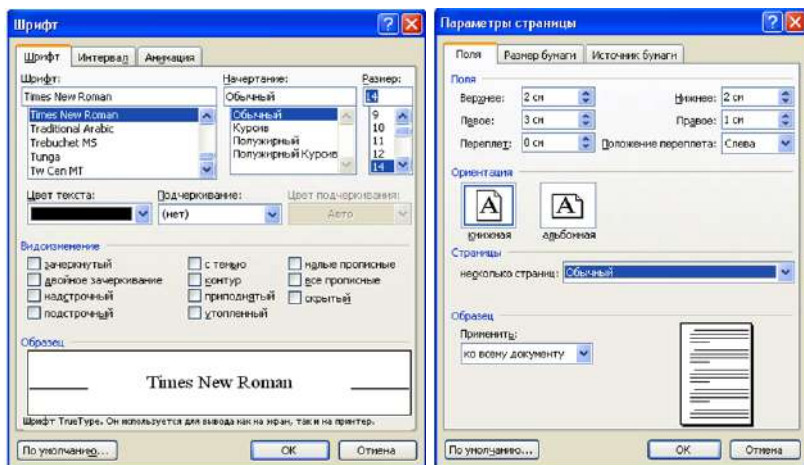 Шрифт
Шрифт Интервал Анимация
Шрифт: Начертание: Размер:
Times New Roman Обычный 14
Times New Roman Обычный 9
Traditional Arabic Курсив 10
Trebuchet MS Полужирный 11
Tunga Полужирный Курсив 12
Tw Cen MT 14
Цвет текста: Подчеркивание: Цвет подчеркивания:
(нет) Авто
Видоизменение
зачеркнутый с тенью малые прописные
двойное зачеркивание контур все прописные
надстрочный приподнятый скрытый
подстрочный утопленный
Образец
Times New Roman
Шрифт TrueType. Он используется для вывода как на экран, так и на принтер.
По умолчанию... ОК Отмена
Параметры страницы
Поля Размер бумаги Источник бумаги
Поля
Верхнее: 2 см Нижнее: 2 см
Левое: 3 см Правое: 1 см
Переплет: 0 см Положение переплета: Слева
Ориентация
A A
книжная альбомная
Страницы
несколько страниц: Обычный
Образец
Применить:
ко всему документу
По умолчанию... ОК Отмена